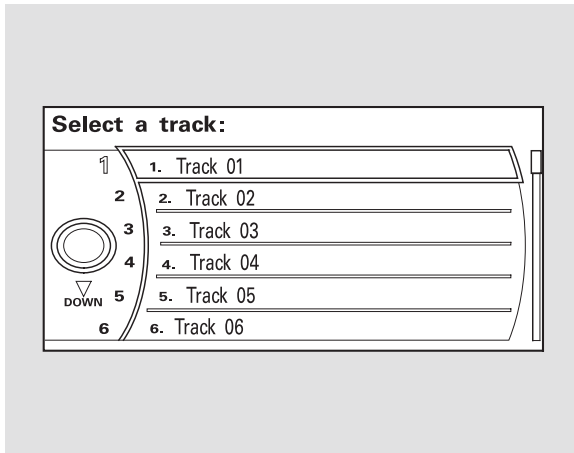 Select a track:
1 1. Track 01
2 2. Track 02
3 3. Track 03
4 4. Track 04
DOWN 5 5. Track 05
6 6. Track 06